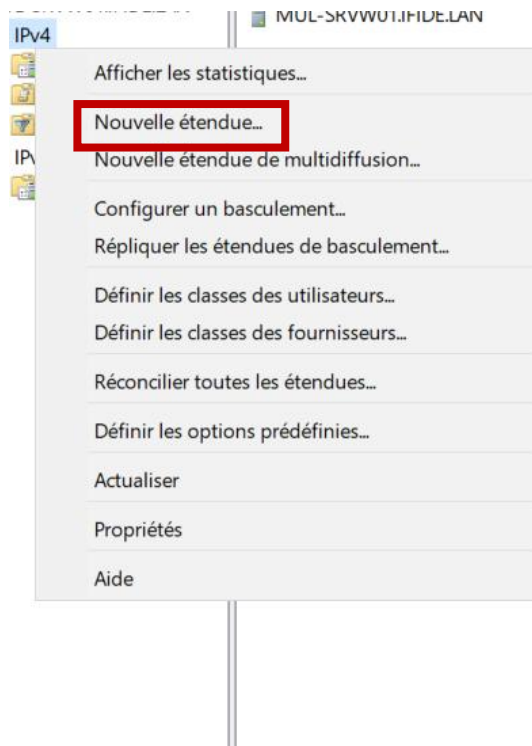 MUL-SRVW01.IFIDE.LAN
IPv4
Afficher les statistiques...
Nouvelle étendue...
Nouvelle étendue de multidiffusion...
Configurer un basculement...
Répliquer les étendues de basculement...
Définir les classes des utilisateurs...
Définir les classes des fournisseurs...
Réconcilier toutes les étendues...
Définir les options prédéfinies...
Actualiser
Propriétés
Aide